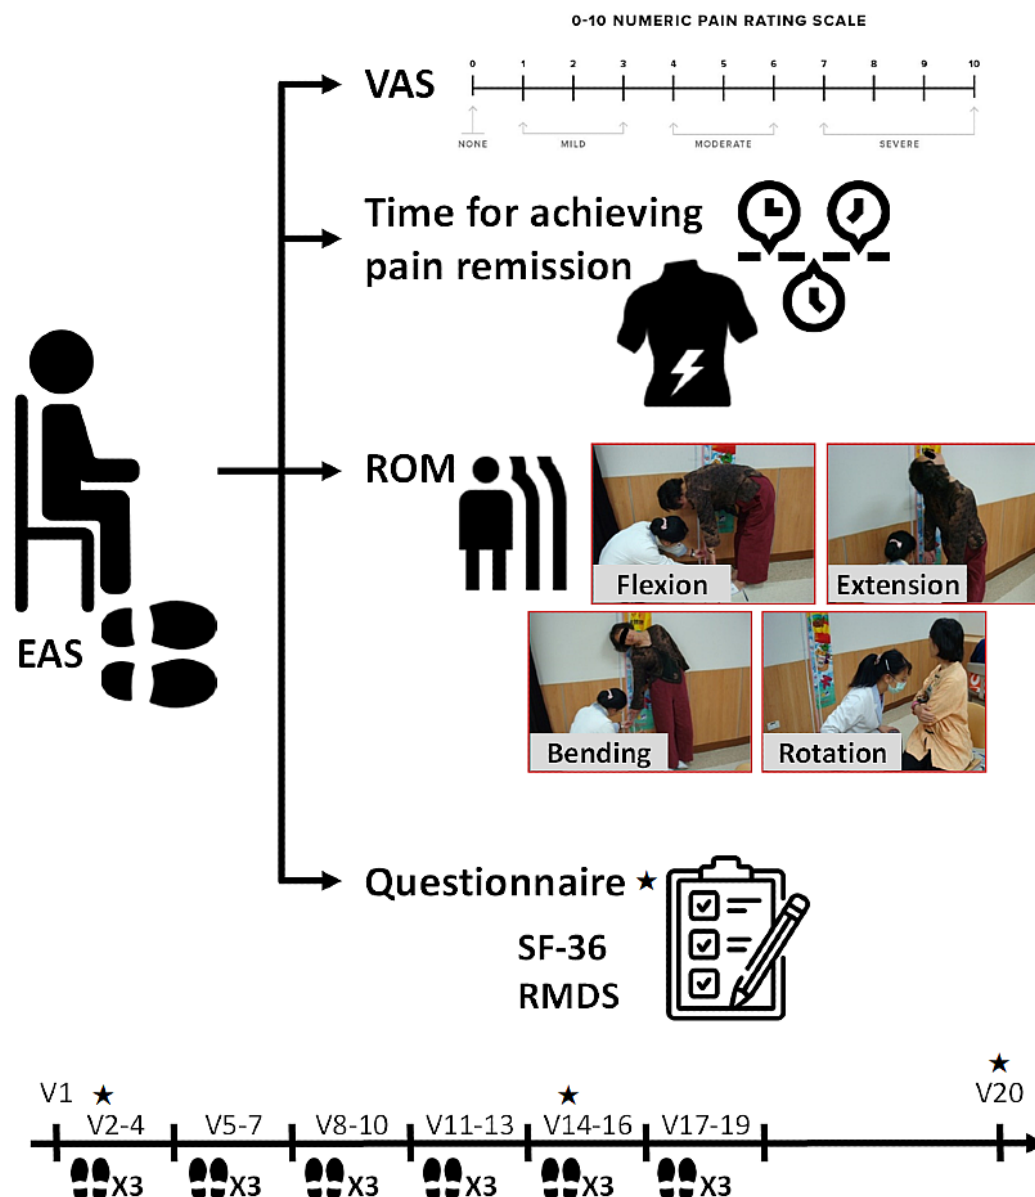 0-10 NUMERIC PAIN RATING SCALE
VAS
0 1 2 3 4 5 6 7 8 9 10
NONE MILD MODERATE SEVERE
Time for achieving
pain remission
ROM
Flexion
Extension
EAS
Bending
Rotation
Questionnaire ★
SF-36
RMDS
V1 ★ ★ ★ V20
V2-4 V5-7 V8-10 V11-13 V14-16 V17-19
X3 X3 X3 X3 X3 X3